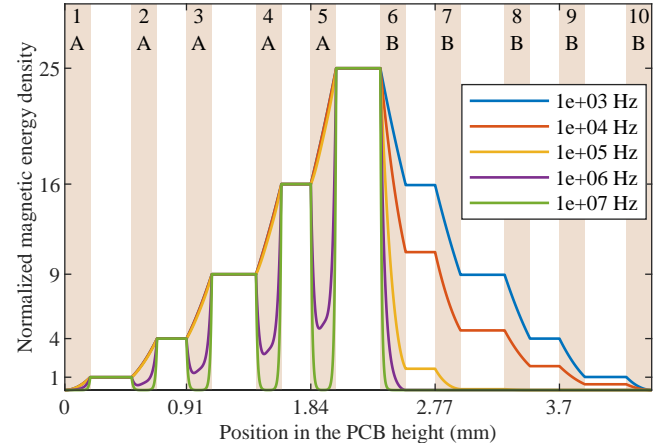 1 2 3 4 5 6 7 8 9 10
A A A A A B B B B B
25
16
9
4
1
Normalized magnetic energy density
1e+03 Hz
1e+04 Hz
1e+05 Hz
1e+06 Hz
1e+07 Hz
0 0.91 1.84 2.77 3.7
Position in the PCB height (mm)